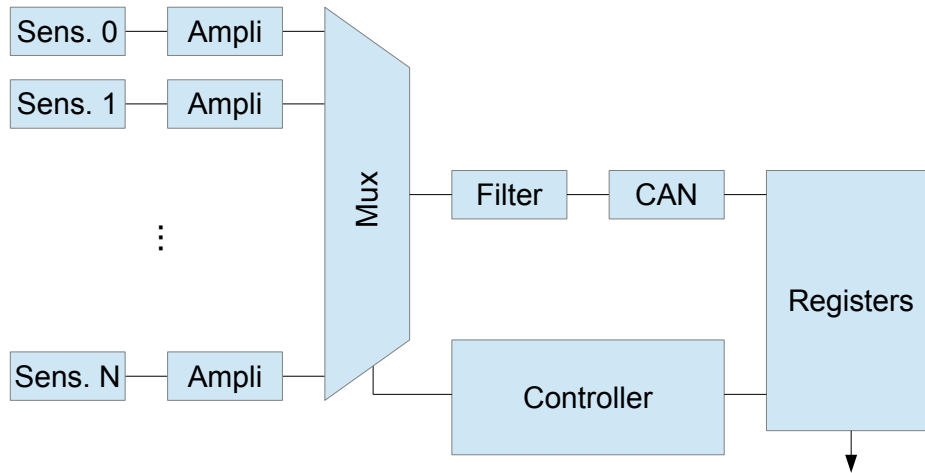 Sens. 0
Ampli
Sens. 1
Ampli
Mux
Filter
CAN
Registers
...
Sens. N
Ampli
Controller